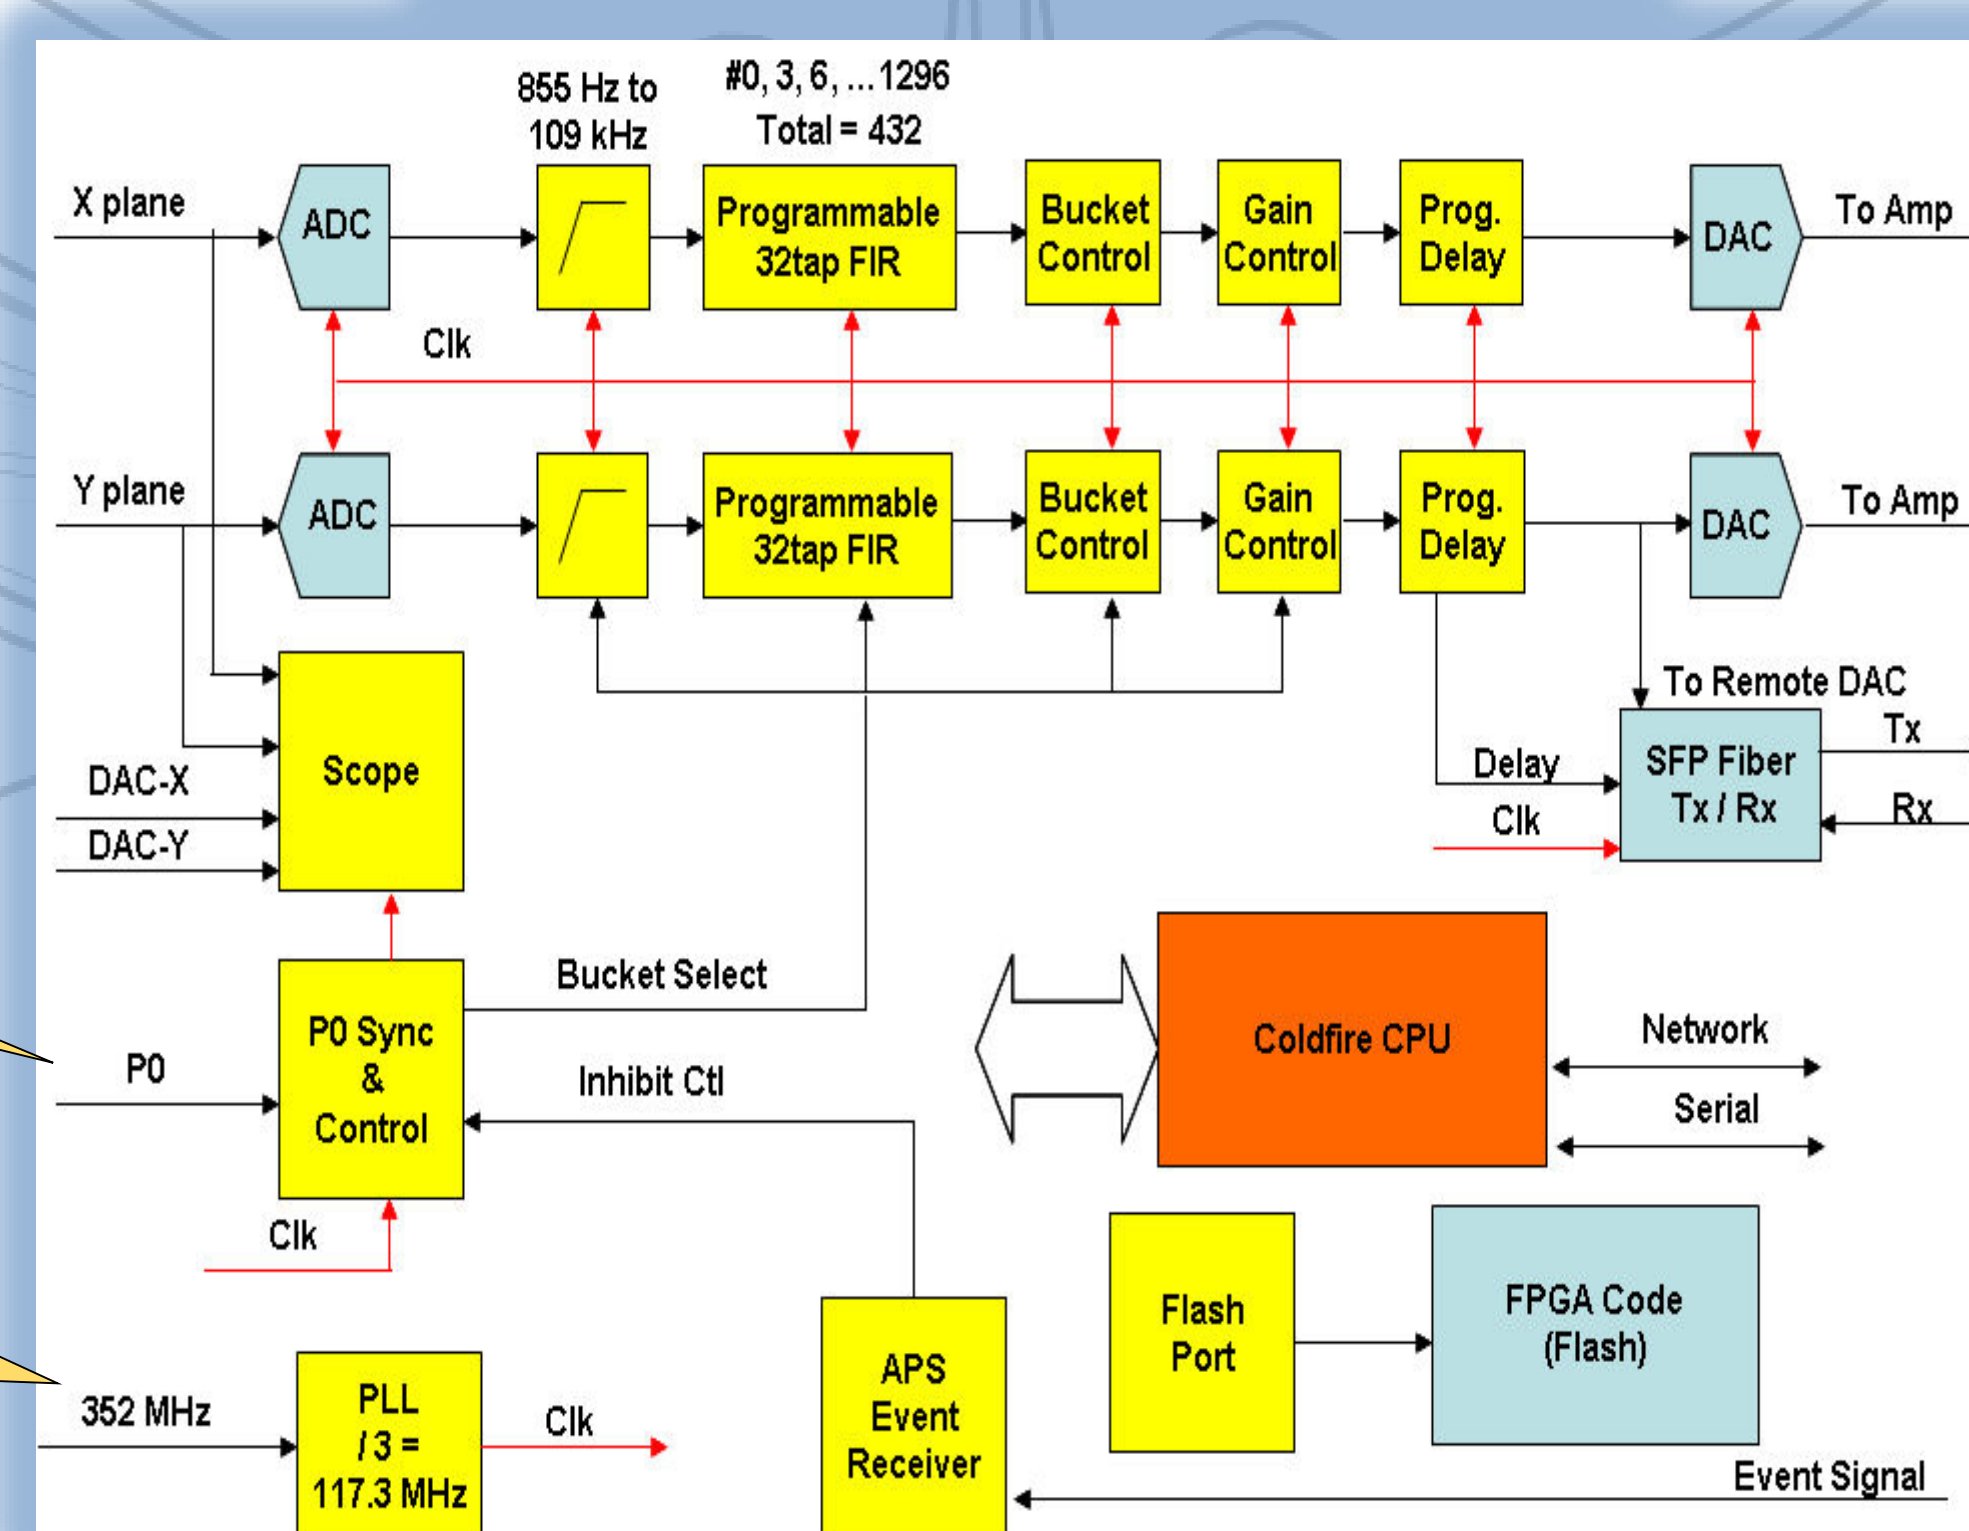 855 Hz to
109 kHz
#0, 3, 6, ...1296
Total = 432
X plane
ADC
Programmable
32tap FIR
Bucket
Control
Gain
Control
Prog.
Delay
DAC
To Amp
Clk
Y plane
ADC
Programmable
32tap FIR
Bucket
Control
Gain
Control
Prog.
Delay
DAC
To Amp
Scope
DAC-X
DAC-Y
To Remote DAC
SFP Fiber
Tx / Rx
Tx
Rx
Delay
Clk
Bucket Select
P0 Sync
&
Control
P0
Inhibit Ctl
Clk
Coldfire CPU
Network
Serial
Flash
Port
FPGA Code
(Flash)
352 MHz
PLL
/ 3 =
117.3 MHz
Clk
APS
Event
Receiver
Event Signal